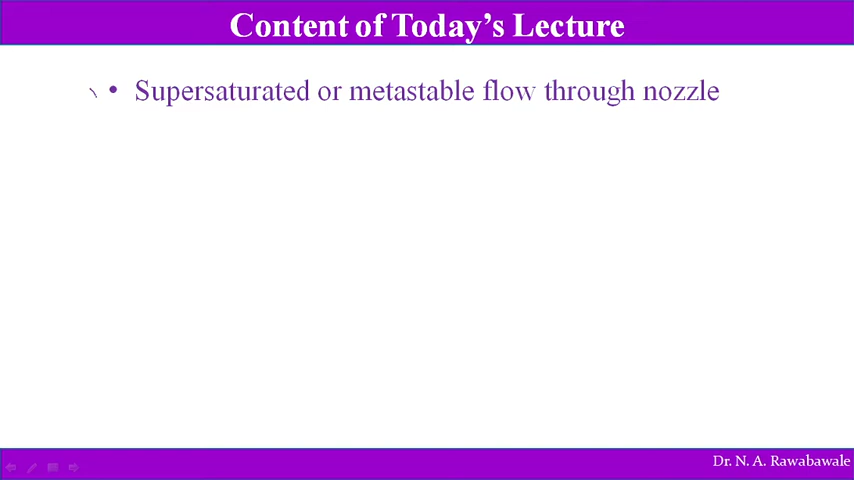 Content of Today's Lecture
• Supersaturated or metastable flow through nozzle
Dr. N. A. Rawabawale